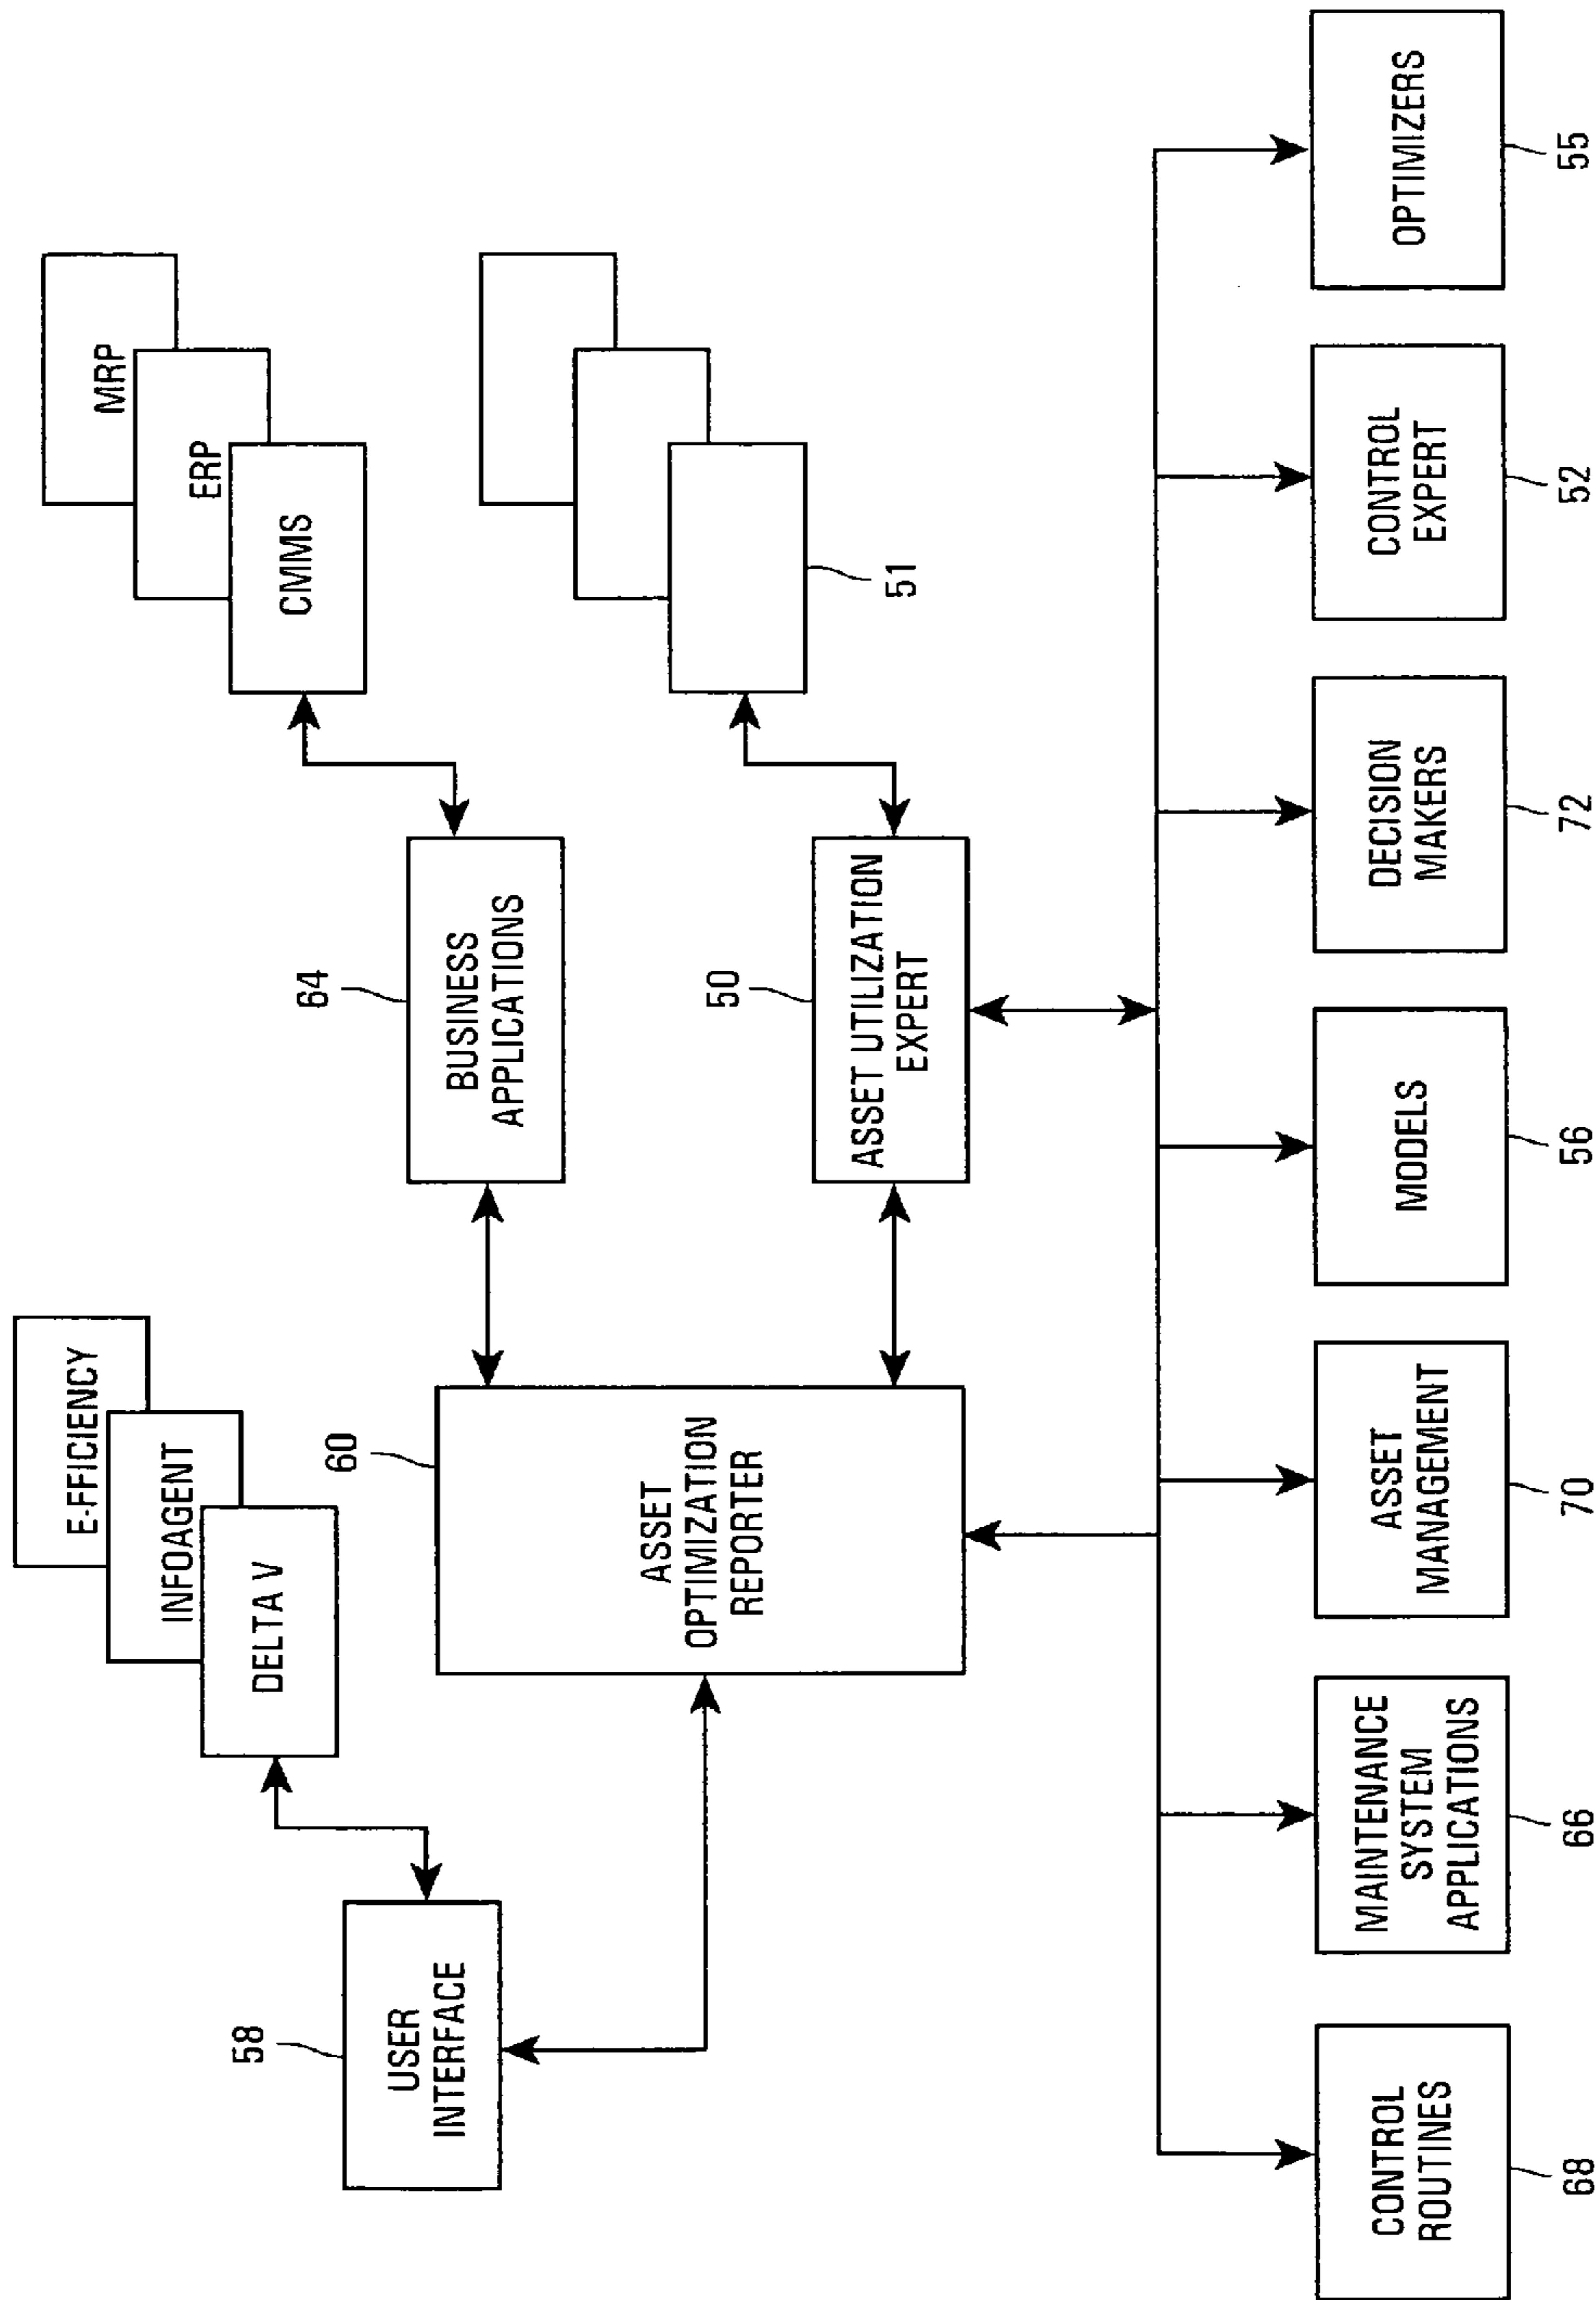 E-FFICIENCY
INFOAGENT
DELTA V
58
USER
INTERFACE
60
ASSET
OPTIMIZATION
REPORTER
MRP
ERP
CMMS
64
BUSINESS
APPLICATIONS
51
50
ASSET UTILIZATION
EXPERT
CONTROL
ROUTINES
68
MAINTENANCE
SYSTEM
APPLICATIONS
66
ASSET
MANAGEMENT
70
MODELS
56
DECISION
MAKERS
72
CONTROL
EXPERT
52
OPTIMIZERS
55